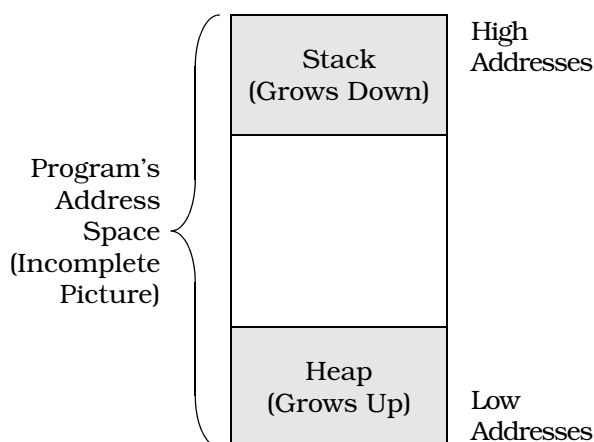 Stack
(Grows Down)
High
Addresses
Program’s
Address
Space
(Incomplete
Picture)
Heap
(Grows Up)
Low
Addresses